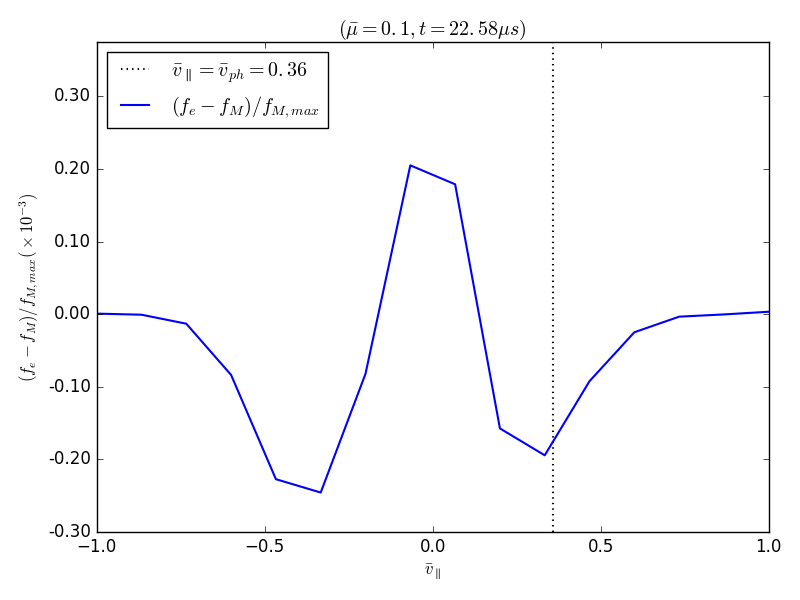 (μ̄ = 0.1, t = 22.58μs)
v̄∥ = v̄ph = 0.36
(fe − fM)/fM,max
0.30
0.20
0.10
0.00
-0.10
-0.20
-0.30
(fe − fM)/fM,max(×10⁻³)
−1.0 −0.5 0.0 0.5 1.0
v̄∥